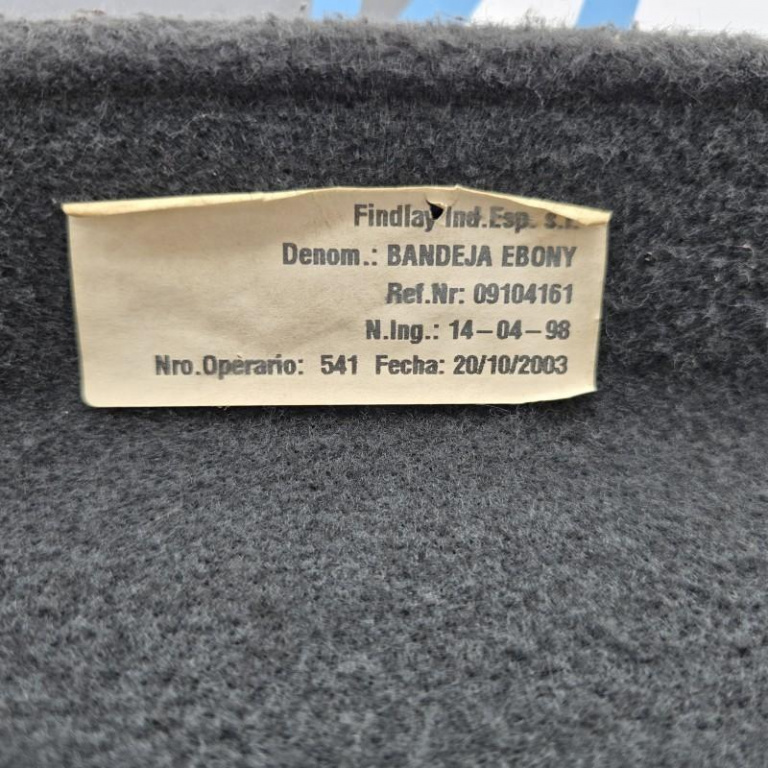 Findlay Ind.Esp. s.r.
Denom.: BANDEJA EBONY
Ref.Nr: 09104161
N.Ing.: 14-04-98
Nro.Operario: 541 Fecha: 20/10/2003